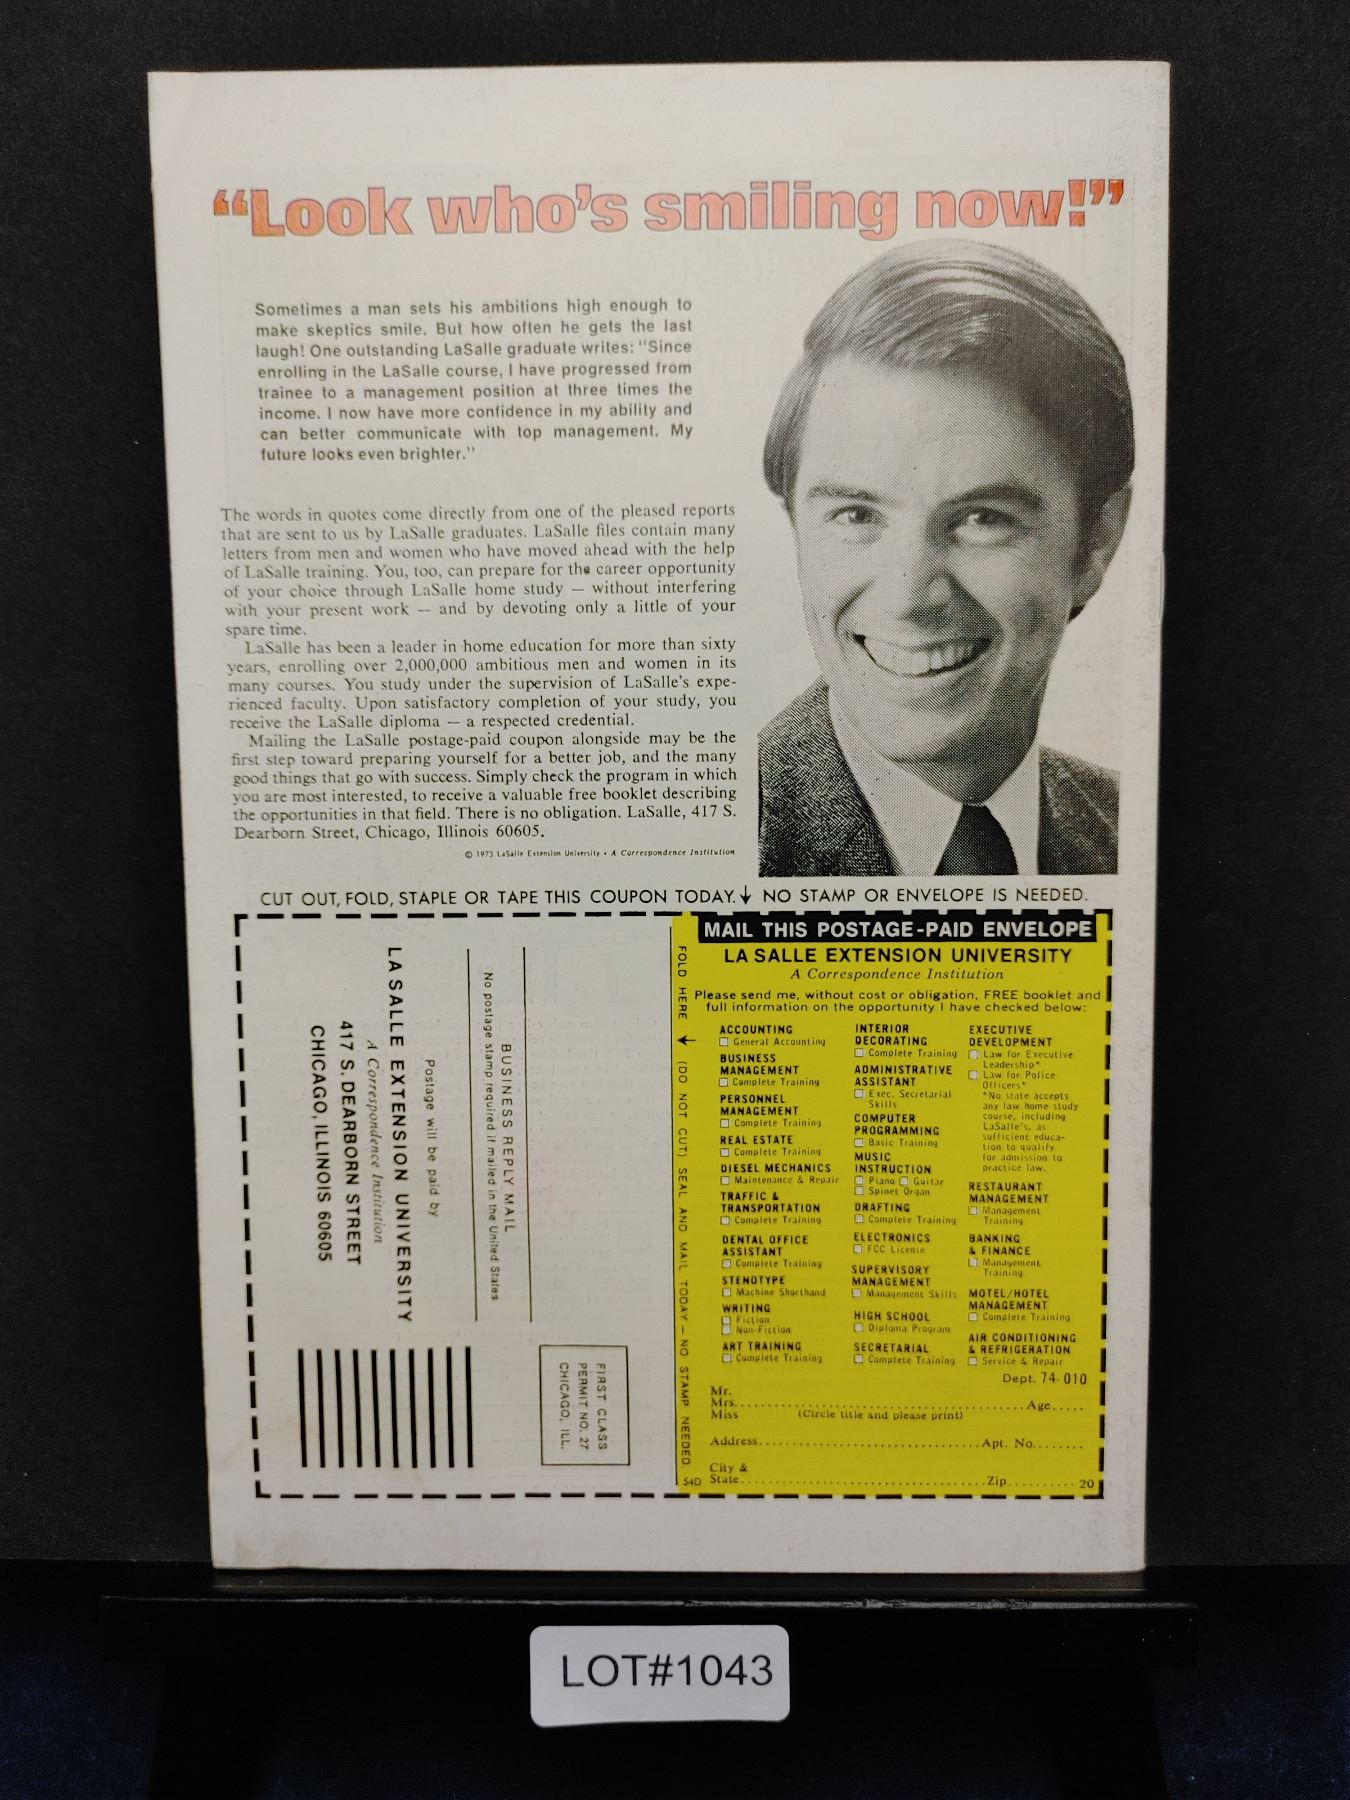 “Look who’s smiling now!”
Sometimes a man sets his ambitions high enough to
make skeptics smile. But how often he gets the last
laugh! One outstanding LaSalle graduate writes: "Since
enrolling in the LaSalle course, I have progressed from
trainee to a management position at three times the
income. I now have more confidence in my ability and
can better communicate with top management. My
future looks even brighter."
The words in quotes come directly from one of the pleased reports
that are sent to us by LaSalle graduates. LaSalle files contain many
letters from men and women who have moved ahead with the help
of LaSalle training. You, too, can prepare for the career opportunity
of your choice through LaSalle home study — without interfering
with your present work — and by devoting only a little of your
spare time.
LaSalle has been a leader in home education for more than sixty
years, enrolling over 2,000,000 ambitious men and women in its
many courses. You study under the supervision of LaSalle's expe-
rienced faculty. Upon satisfactory completion of your study, you
receive the LaSalle diploma — a respected credential.
Mailing the LaSalle postage-paid coupon alongside may be the
first step toward preparing yourself for a better job, and the many
good things that go with success. Simply check the program in which
you are most interested, to receive a valuable free booklet describing
the opportunities in that field. There is no obligation. LaSalle, 417 S.
Dearborn Street, Chicago, Illinois 60605.
© 1973 LaSalle Extension University • A Correspondence Institution
CUT OUT, FOLD, STAPLE OR TAPE THIS COUPON TODAY.↓ NO STAMP OR ENVELOPE IS NEEDED.
BUSINESS REPLY MAIL
No postage stamp required if mailed in the United States
Postage will be paid by
LA SALLE EXTENSION UNIVERSITY
A Correspondence Institution
417 S. DEARBORN STREET
CHICAGO, ILLINOIS 60605
FIRST CLASS
PERMIT NO. 27
CHICAGO, ILL.
FOLD HERE ← (DO NOT CUT) SEAL AND MAIL TODAY — NO STAMP NEEDED.
54D
MAIL THIS POSTAGE-PAID ENVELOPE
LA SALLE EXTENSION UNIVERSITY
A Correspondence Institution
Please send me, without cost or obligation, FREE booklet and
full information on the opportunity I have checked below:
ACCOUNTING
☐ General Accounting
BUSINESS
MANAGEMENT
☐ Complete Training
PERSONNEL
MANAGEMENT
☐ Complete Training
REAL ESTATE
☐ Complete Training
DIESEL MECHANICS
☐ Maintenance & Repair
TRAFFIC &
TRANSPORTATION
☐ Complete Training
DENTAL OFFICE
ASSISTANT
☐ Complete Training
STENOTYPE
☐ Machine Shorthand
WRITING
☐ Fiction
☐ Non-Fiction
ART TRAINING
☐ Complete Training
INTERIOR
DECORATING
☐ Complete Training
ADMINISTRATIVE
ASSISTANT
☐ Exec. Secretarial
Skills
COMPUTER
PROGRAMMING
☐ Basic Training
MUSIC
INSTRUCTION
☐ Piano ☐ Guitar
☐ Spinet Organ
DRAFTING
☐ Complete Training
ELECTRONICS
☐ FCC License
SUPERVISORY
MANAGEMENT
☐ Management Skills
HIGH SCHOOL
☐ Diploma Program
SECRETARIAL
☐ Complete Training
EXECUTIVE
DEVELOPMENT
☐ Law for Executive
Leadership*
☐ Law for Police
Officers*
*No state accepts
any law home study
course, including
LaSalle's, as
sufficient educa-
tion to qualify
for admission to
practice law.
RESTAURANT
MANAGEMENT
☐ Management
Training
BANKING
& FINANCE
☐ Management
Training
MOTEL/HOTEL
MANAGEMENT
☐ Complete Training
AIR CONDITIONING
& REFRIGERATION
☐ Service & Repair
Dept. 74-010
Mr.
Mrs. Age
Miss (Circle title and please print)
Address Apt. No.
City &
State Zip 20
LOT#1043